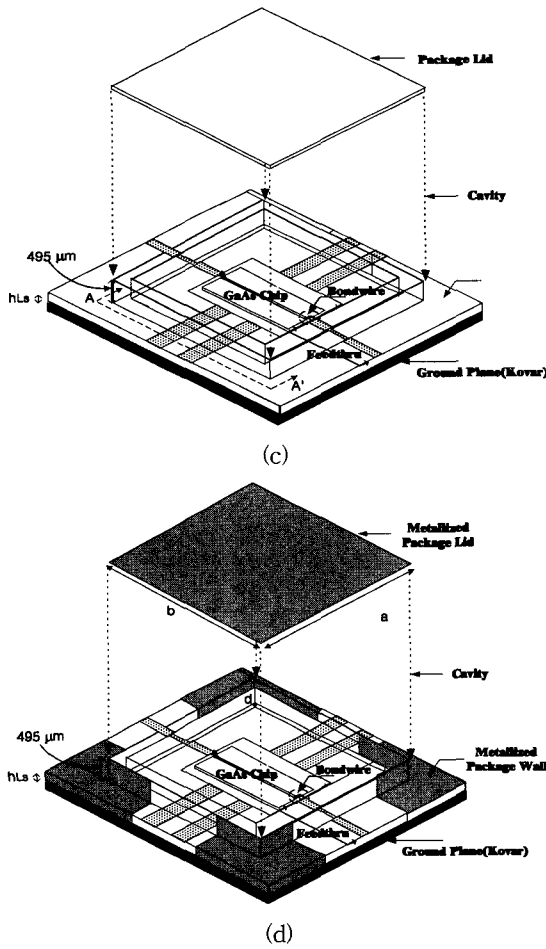 Package Lid
Cavity
495 μm
hLs
A
GaAs Chip
Bondwire
Feedthru
Ground Plane(Kovar)
A'
(c)
Metallized
Package Lid
b
a
Cavity
d
495 μm
hLs
GaAs Chip
Bondwire
Metallized
Package Wall
Feedthru
Ground Plane(Kovar)
(d)